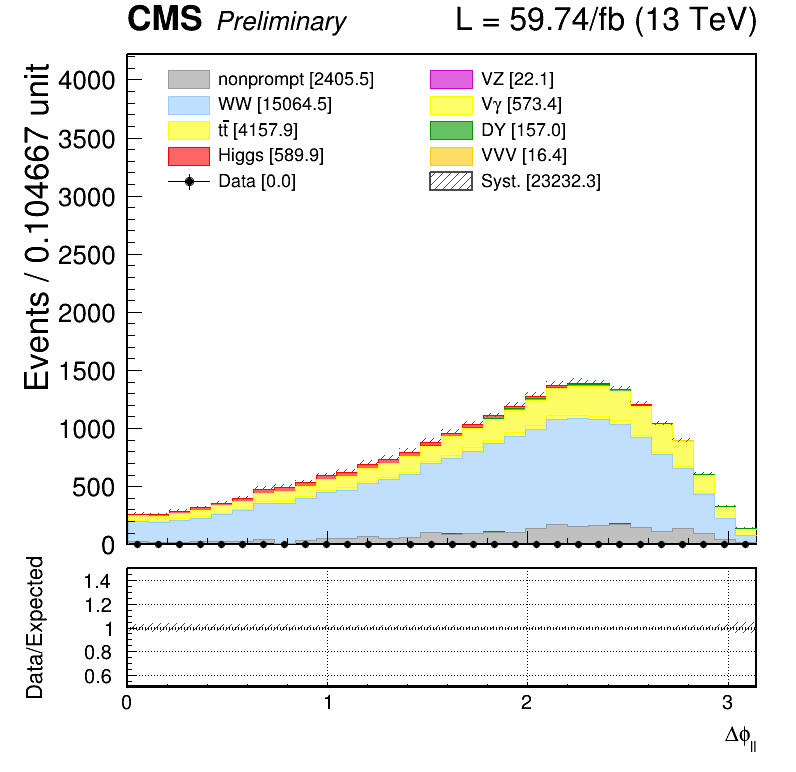 CMS Preliminary L = 59.74/fb (13 TeV)
Events / 0.104667 unit
4000
3500
3000
2500
2000
1500
1000
500
0
nonprompt [2405.5]
WW [15064.5]
tt̅ [4157.9]
Higgs [589.9]
Data [0.0]
VZ [22.1]
Vγ [573.4]
DY [157.0]
VVV [16.4]
Syst. [23232.3]
Data/Expected
1.4
1.2
1
0.8
0.6
0 1 2 3
Δϕ_ll